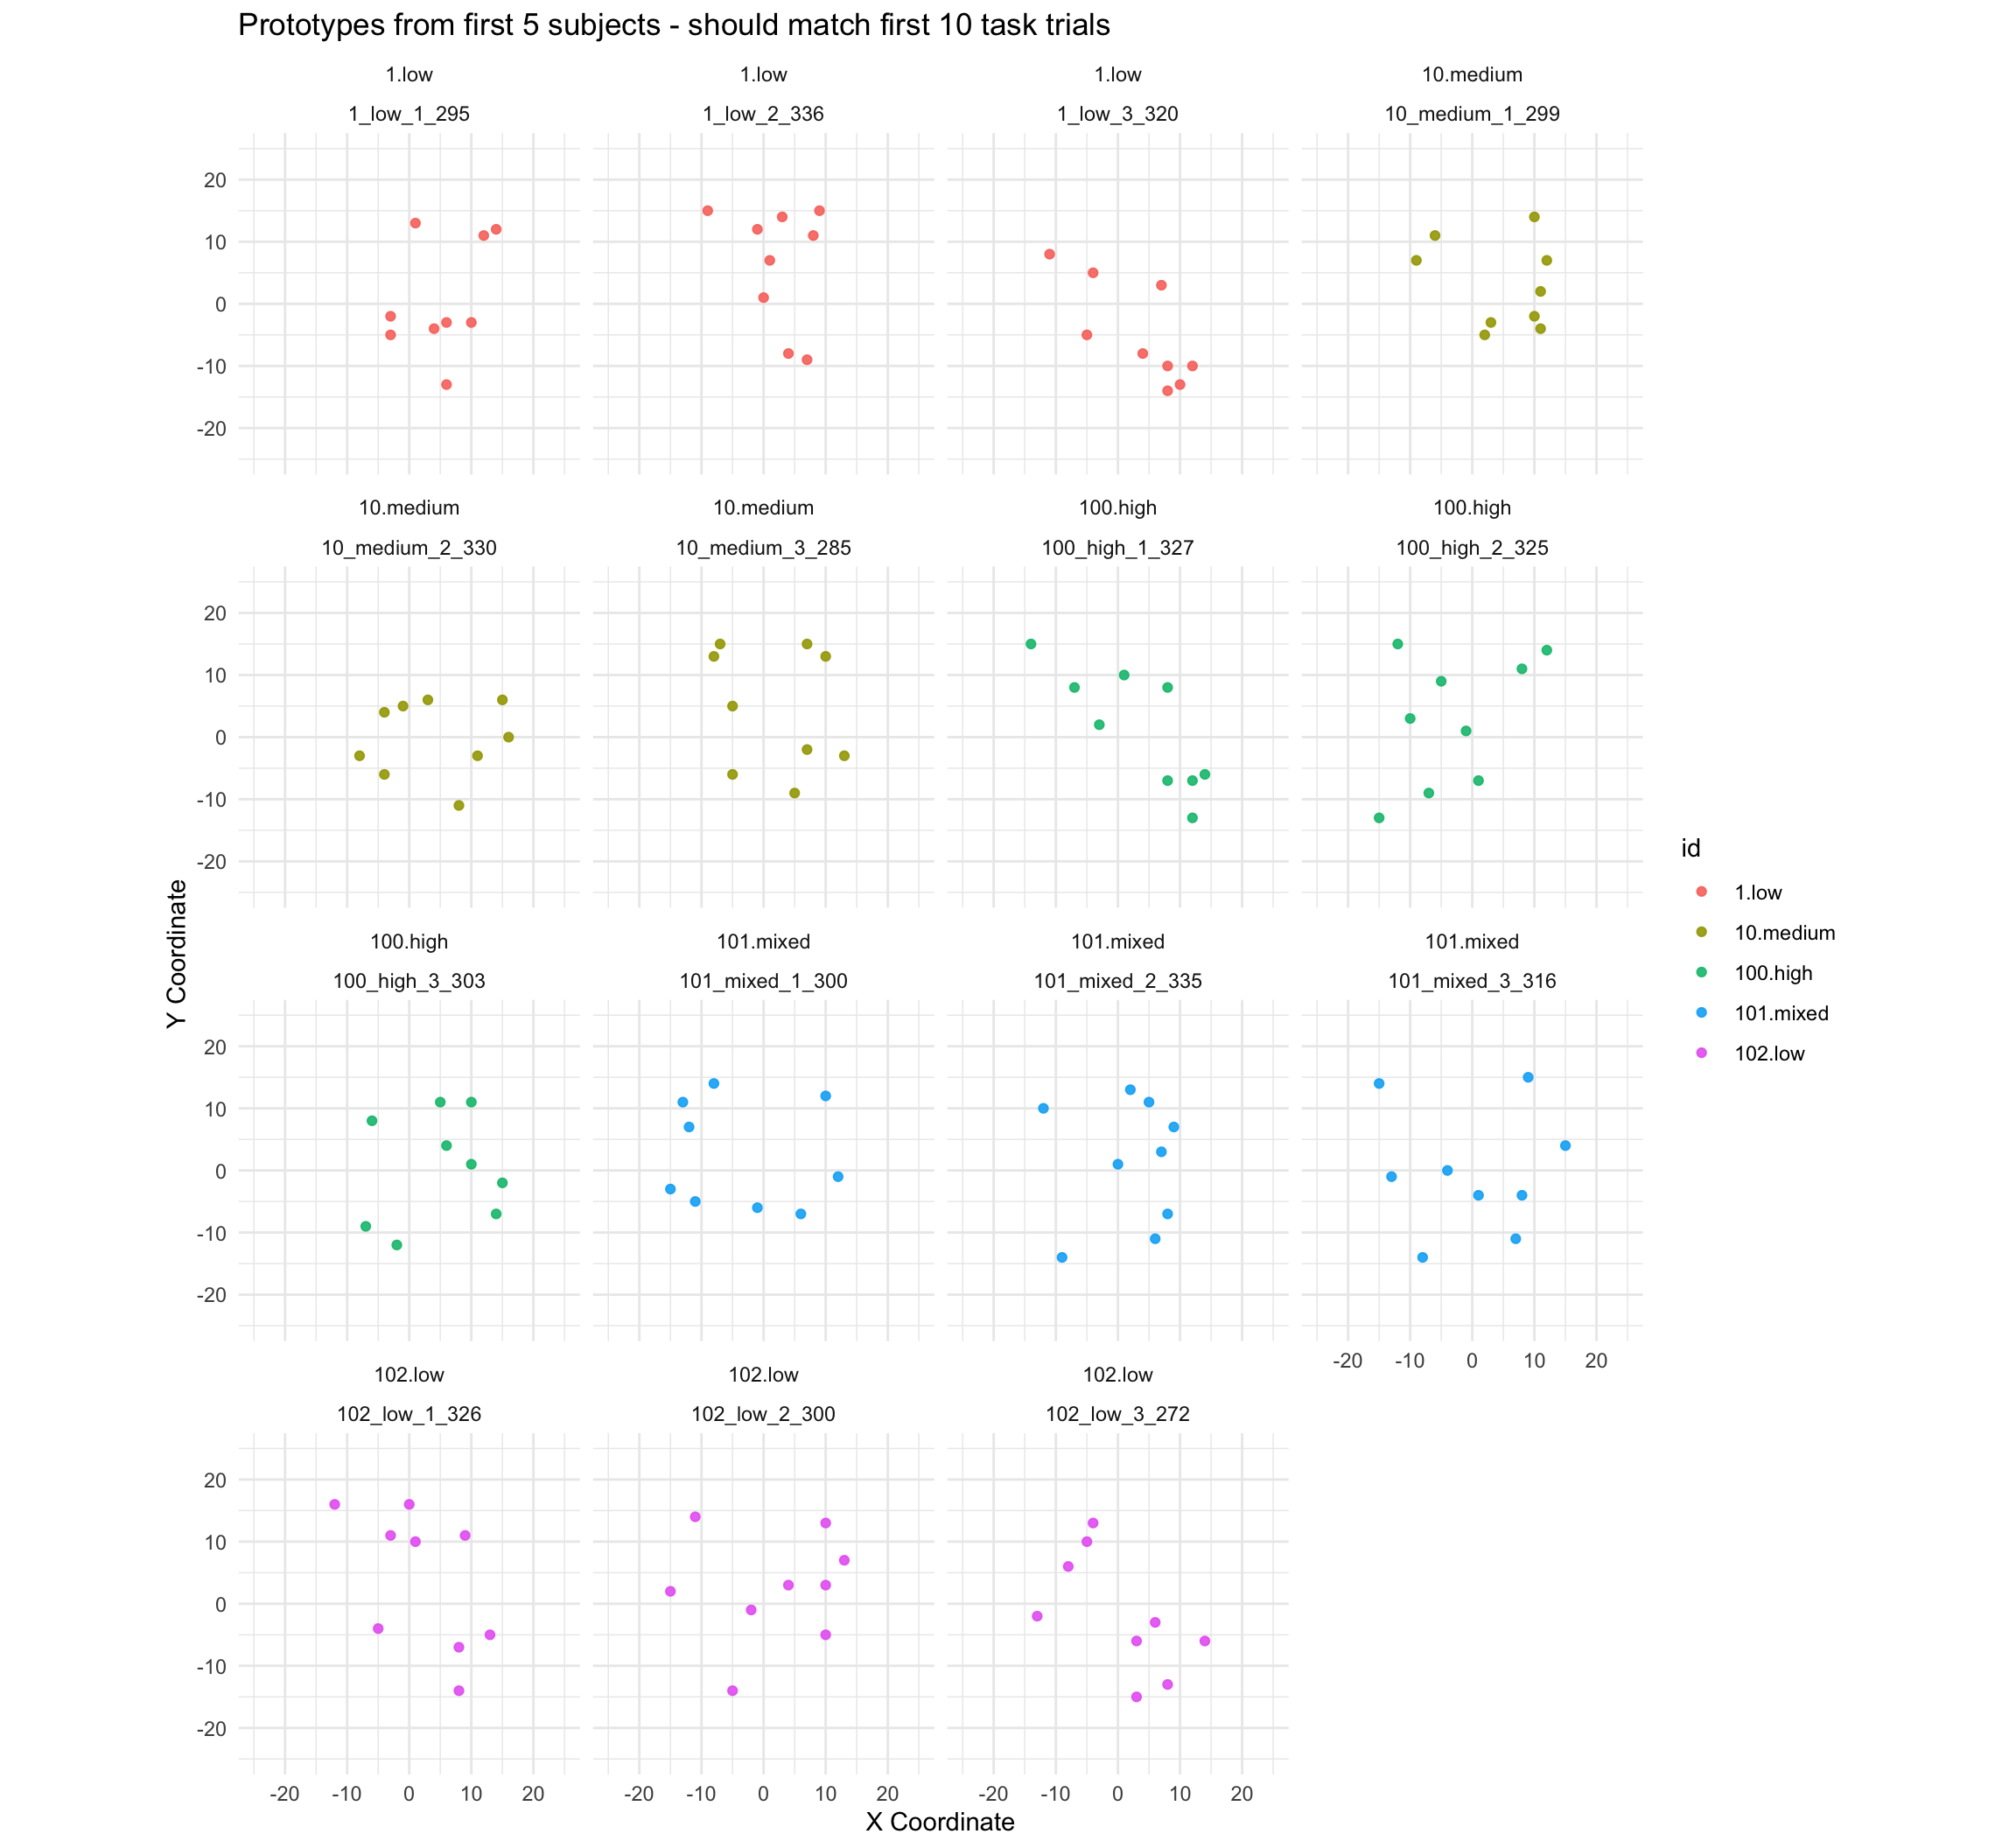 Prototypes from first 5 subjects - should match first 10 task trials
1.low 1.low 1.low 10.medium
1_low_1_295 1_low_2_336 1_low_3_320 10_medium_1_299
20
10
0
-10
-20
10.medium 10.medium 100.high 100.high
10_medium_2_330 10_medium_3_285 100_high_1_327 100_high_2_325
20
10
0
-10
-20
100.high 101.mixed 101.mixed 101.mixed
100_high_3_303 101_mixed_1_300 101_mixed_2_335 101_mixed_3_316
20
10
0
-10
-20
-20 -10 0 10 20
102.low 102.low 102.low
102_low_1_326 102_low_2_300 102_low_3_272
20
10
0
-10
-20
-20 -10 0 10 20 -20 -10 0 10 20 -20 -10 0 10 20
X Coordinate
Y Coordinate
id
1.low
10.medium
100.high
101.mixed
102.low